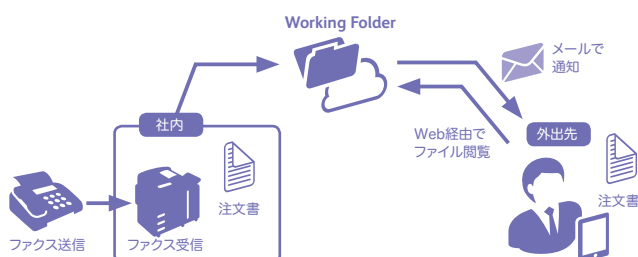 Working Folder
メールで
通知
社内
Web経由で
ファイル閲覧
外出先
注文書
注文書
ファクス送信
ファクス受信